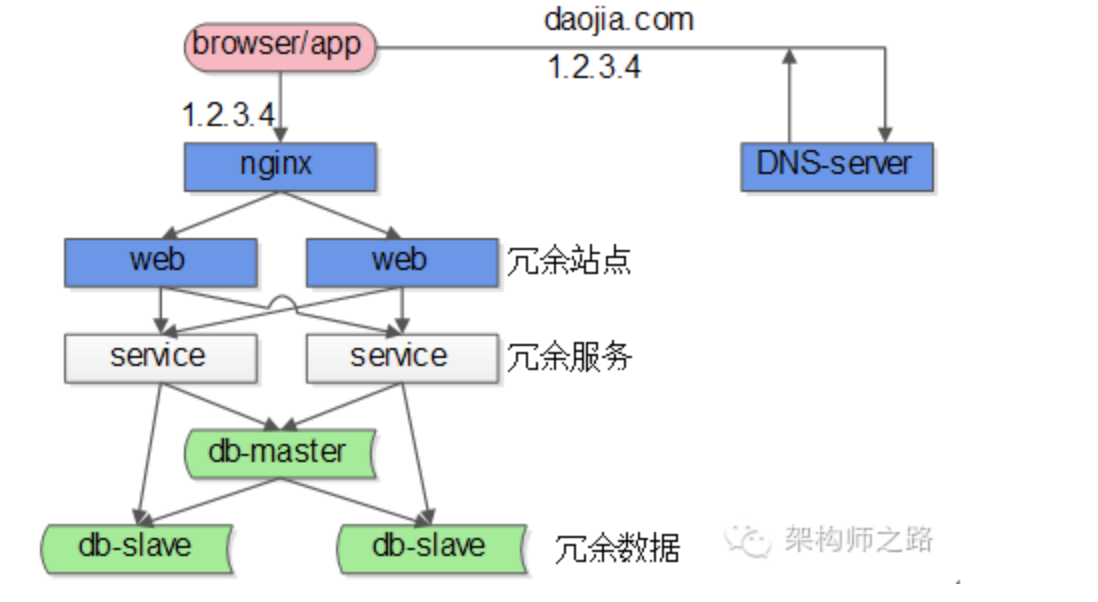 daojia.com
browser/app
1.2.3.4
1.2.3.4
nginx
DNS-server
web
web
冗余站点
service
service
冗余服务
db-master
db-slave
db-slave
冗余数据
架构师之路